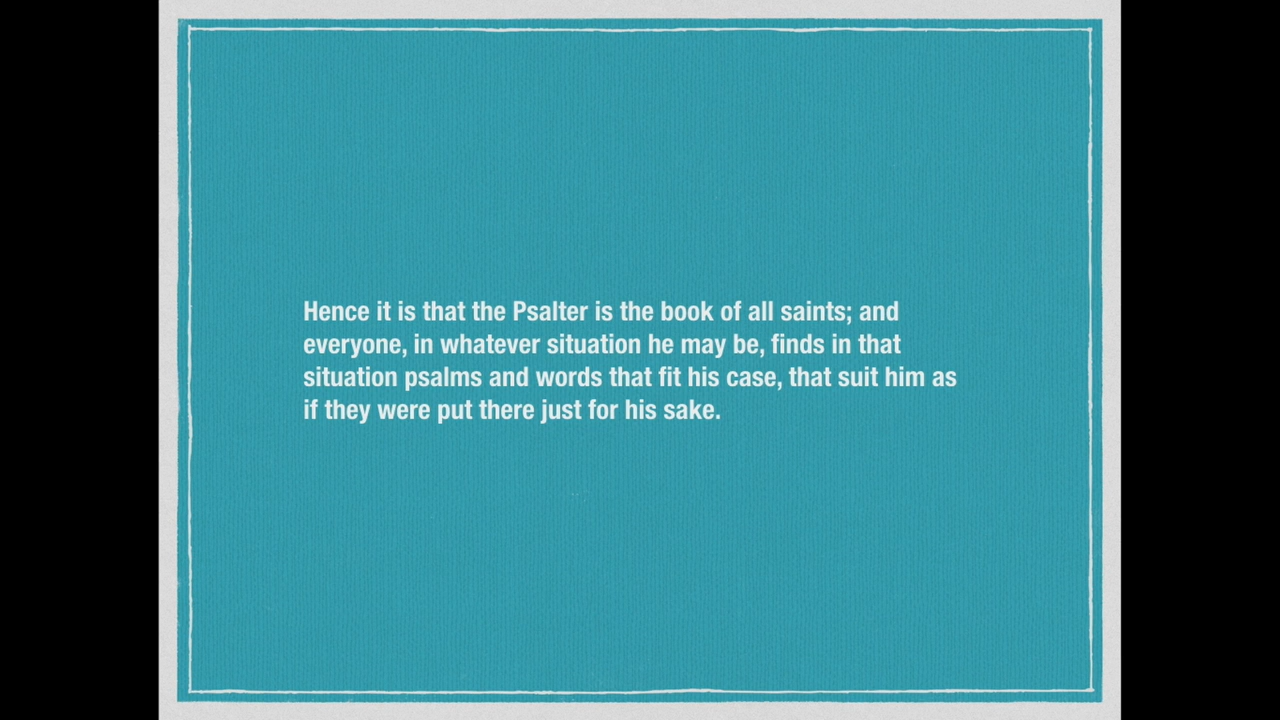 Hence it is that the Psalter is the book of all saints; and
everyone, in whatever situation he may be, finds in that
situation psalms and words that fit his case, that suit him as
if they were put there just for his sake.